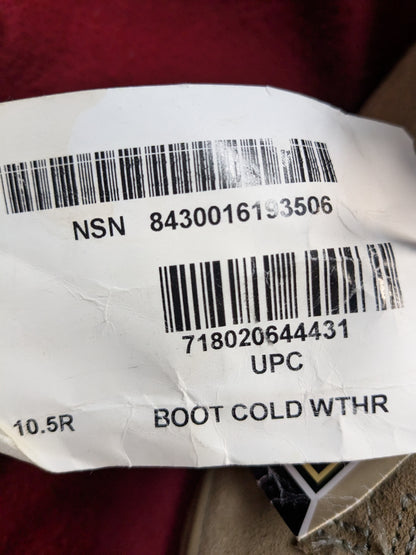 NSN 8430016193506
718020644431
UPC
10.5R BOOT COLD WTHR